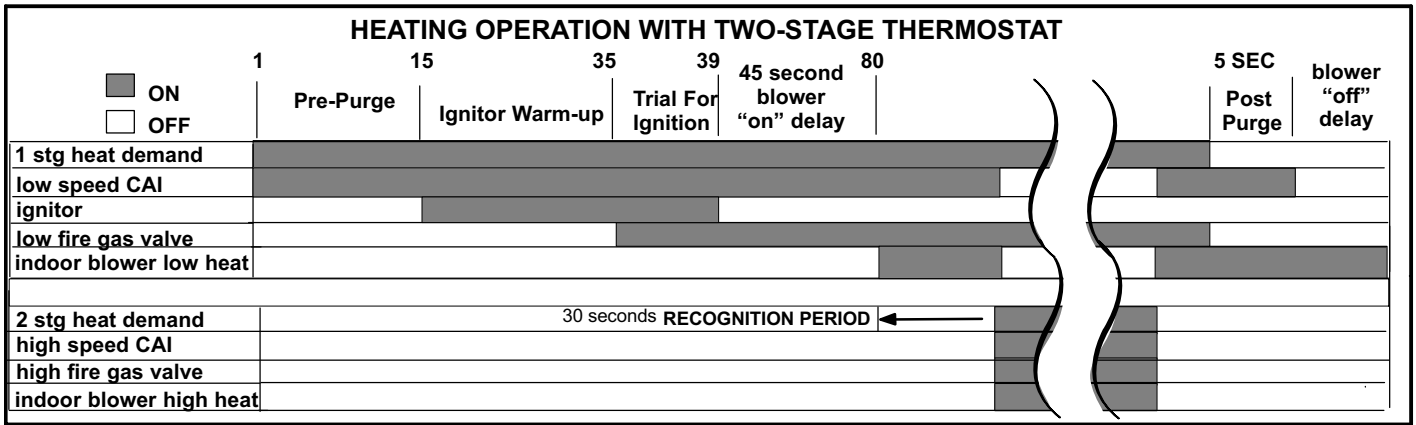 HEATING OPERATION WITH TWO-STAGE THERMOSTAT
1 15 35 39 80 5 SEC
ON
OFF
Pre-Purge
Ignitor Warm-up
Trial For
Ignition
45 second
blower
“on” delay
Post
Purge
blower
“off”
delay
1 stg heat demand
low speed CAI
ignitor
low fire gas valve
indoor blower low heat
2 stg heat demand
30 seconds RECOGNITION PERIOD
high speed CAI
high fire gas valve
indoor blower high heat